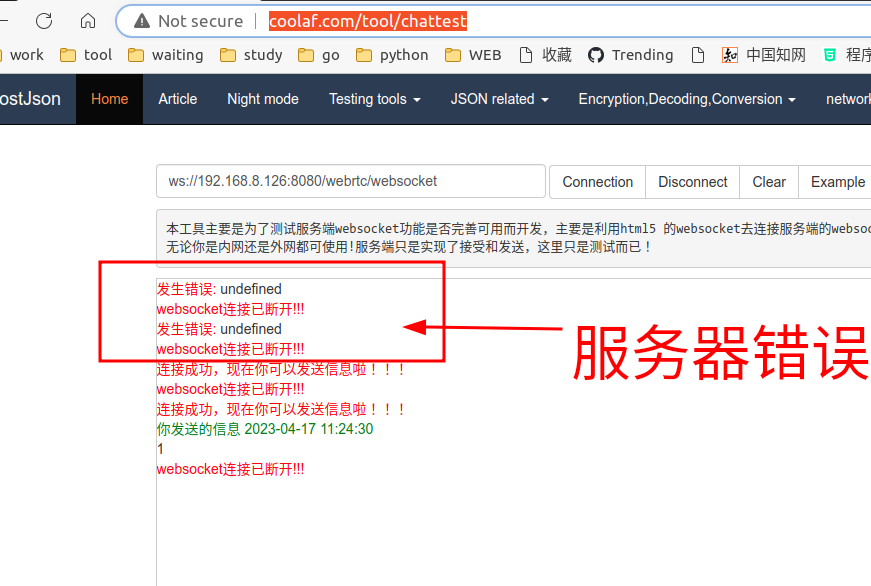 Not secure
coolaf.com/tool/chattest
work tool waiting study go python WEB 收藏 Trending 中国知网 程序
ostJson Home Article Night mode Testing tools JSON related Encryption,Decoding,Conversion network
ws://192.168.8.126:8080/webrtc/websocket Connection Disconnect Clear Example
本工具主要是为了测试服务端websocket功能是否完善可用而开发，主要是利用html5 的websocket去连接服务端的websoc
无论你是内网还是外网都可使用!服务端只是实现了接受和发送，这里只是测试而已！
发生错误: undefined
websocket连接已断开!!!
发生错误: undefined
websocket连接已断开!!!
连接成功，现在你可以发送信息啦！！！
websocket连接已断开!!!
连接成功，现在你可以发送信息啦！！！
你发送的信息 2023-04-17 11:24:30
1
websocket连接已断开!!!
服务器错误